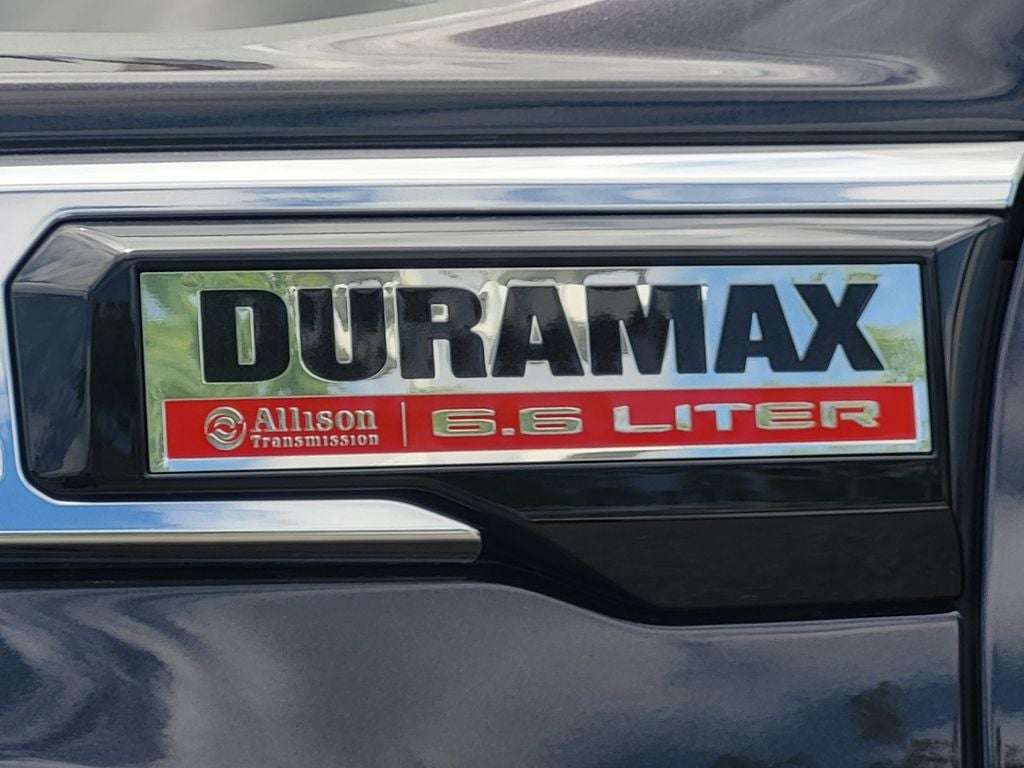 DURAMAX
Allison
Transmission
6.6 LITER